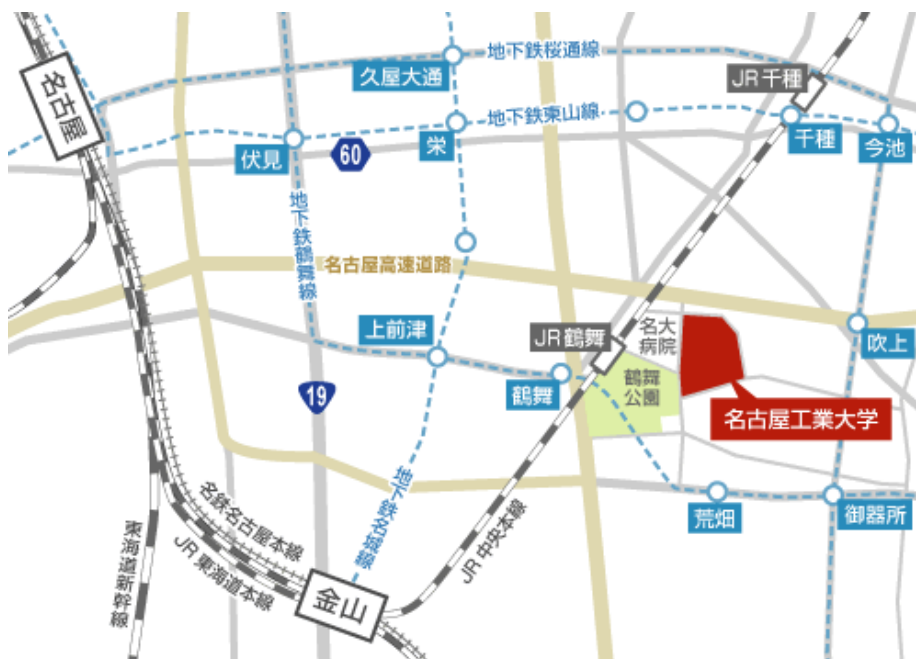 地下鉄桜通線
久屋大通
JR千種
名古屋
地下鉄東山線
栄
千種
今池
伏見
60
地下鉄鶴舞線
名古屋高速道路
上前津
JR鶴舞
名大
病院
吹上
鶴舞
鶴舞
公園
19
名古屋工業大学
地下鉄名城線
荒畑
御器所
名鉄名古屋本線
JR東海道本線
JR中央本線
東海道新幹線
金山